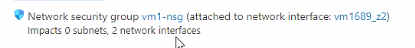 Network security group vm1-nsg (attached to network interface: vm1689_z2)
Impacts 0 subnets, 2 network interfaces